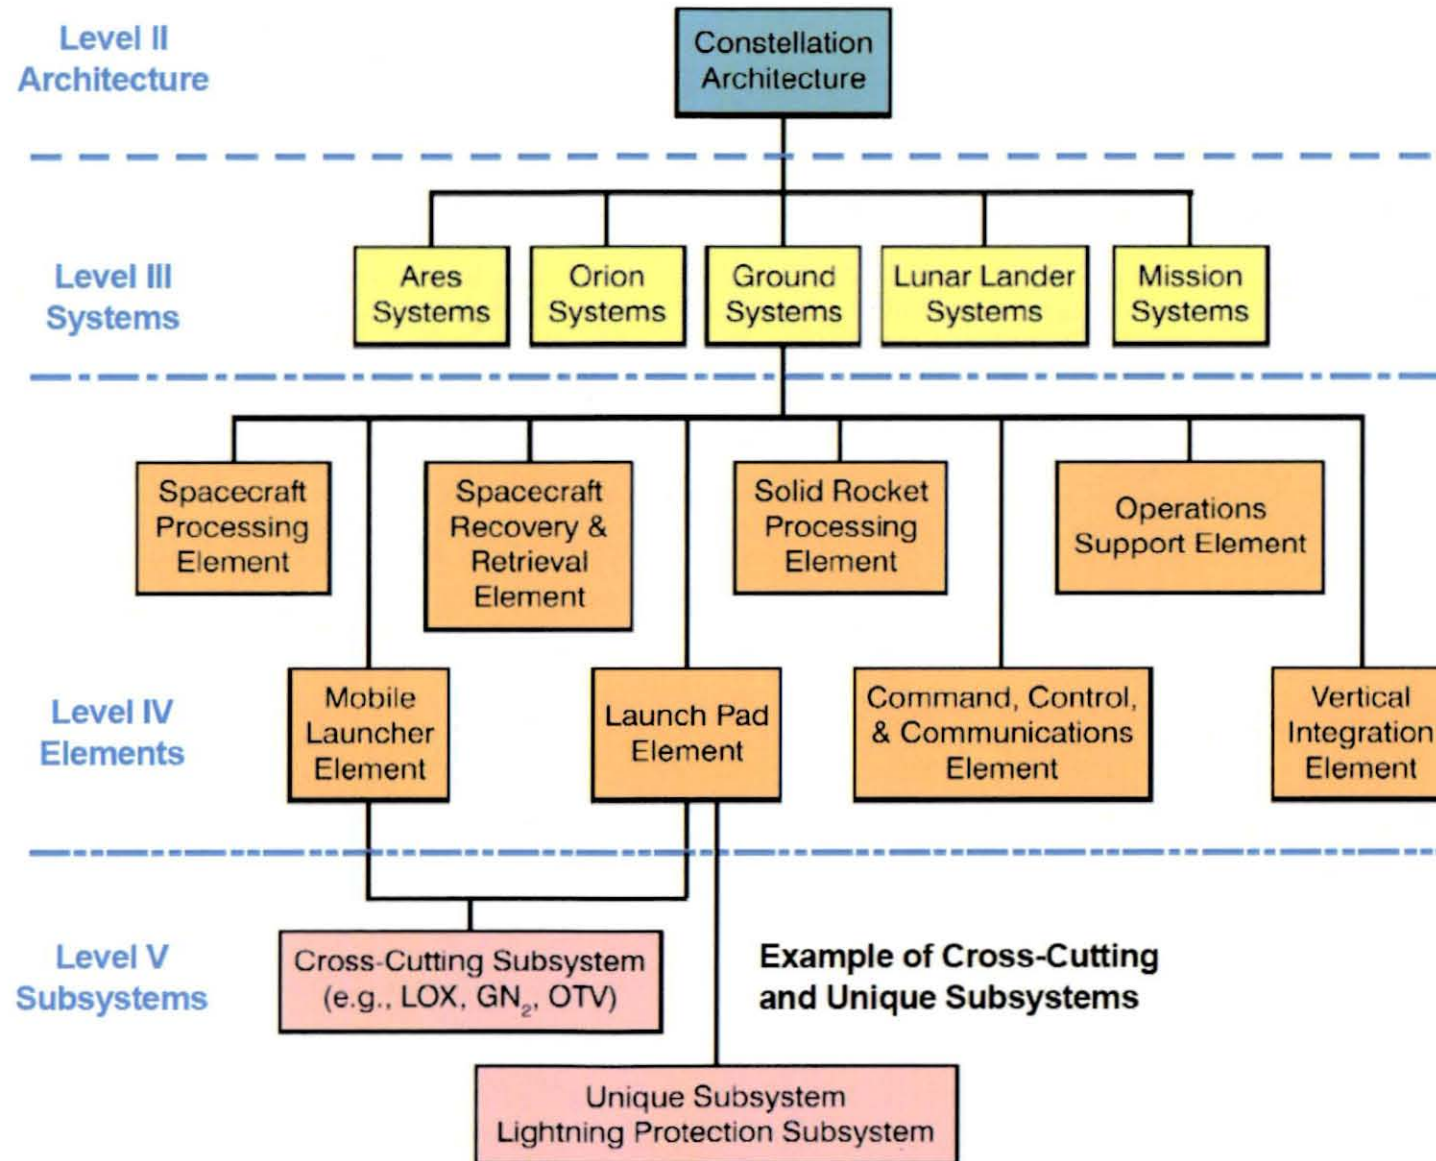 Level II
Architecture
Constellation
Architecture
Level III
Systems
Ares
Systems
Orion
Systems
Ground
Systems
Lunar Lander
Systems
Mission
Systems
Spacecraft
Processing
Element
Spacecraft
Recovery &
Retrieval
Element
Solid Rocket
Processing
Element
Operations
Support Element
Level IV
Elements
Mobile
Launcher
Element
Launch Pad
Element
Command, Control,
& Communications
Element
Vertical
Integration
Element
Level V
Subsystems
Cross-Cutting Subsystem
(e.g., LOX, GN₂, OTV)
Example of Cross-Cutting
and Unique Subsystems
Unique Subsystem
Lightning Protection Subsystem